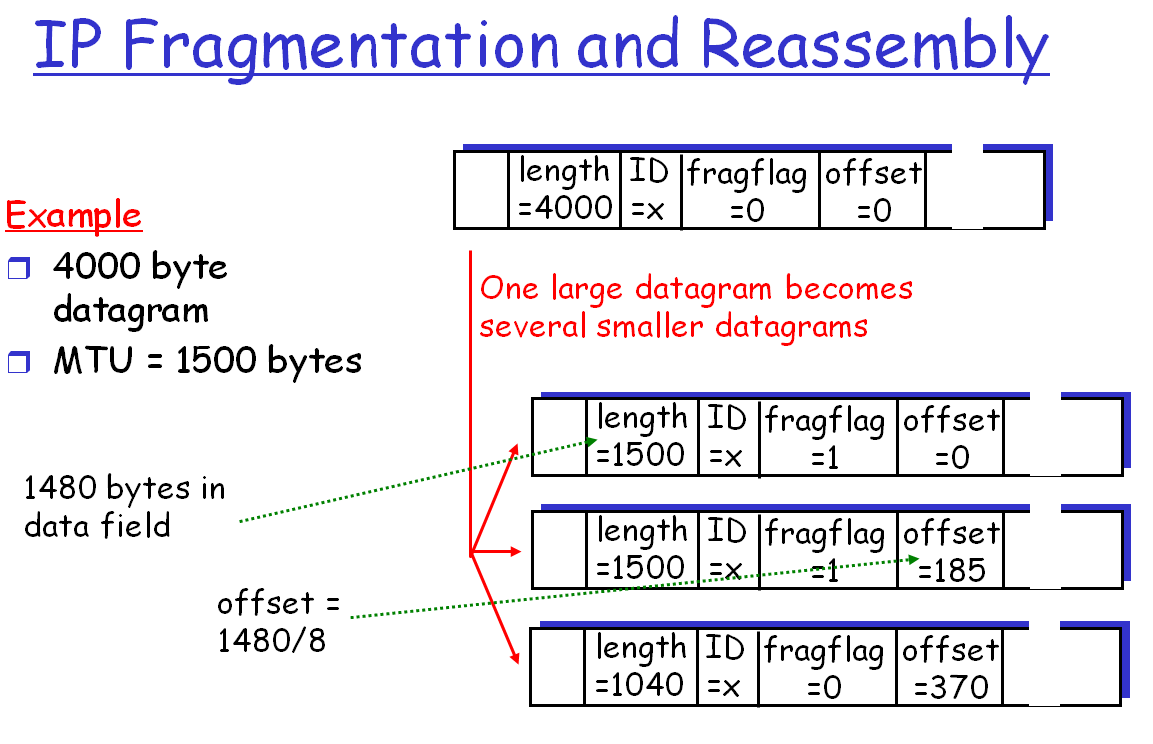 IP Fragmentation and Reassembly
length ID fragflag offset
=4000 =x =0 =0
Example
4000 byte
datagram
MTU = 1500 bytes
One large datagram becomes
several smaller datagrams
length ID fragflag offset
=1500 =x =1 =0
1480 bytes in
data field
length ID fragflag offset
=1500 =x =1 =185
offset =
1480/8
length ID fragflag offset
=1040 =x =0 =370